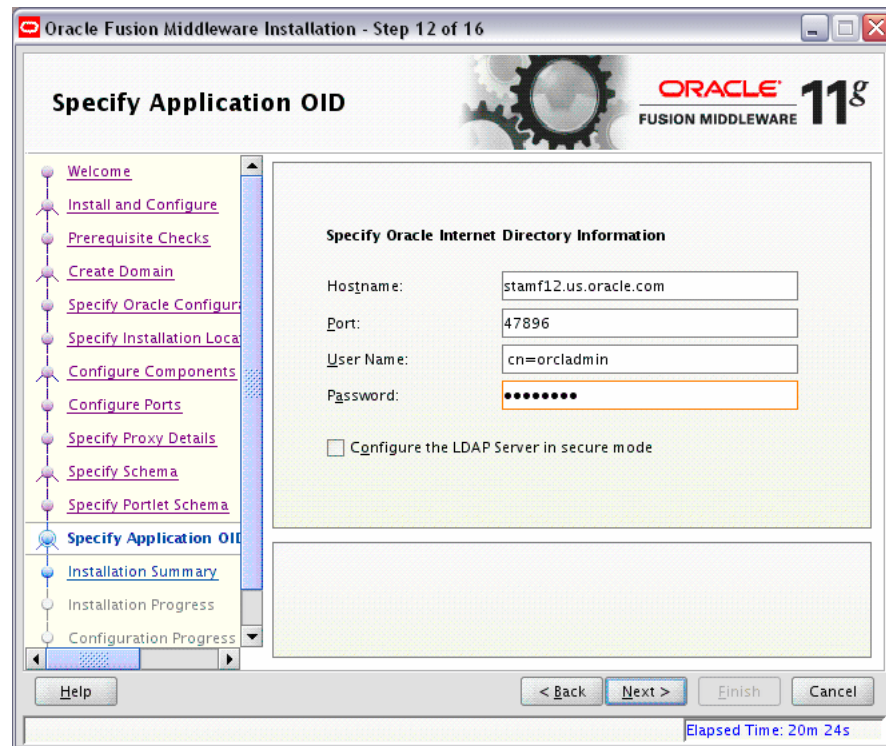 Oracle Fusion Middleware Installation - Step 12 of 16
Specify Application OID
ORACLE
FUSION MIDDLEWARE
11g
Welcome
Install and Configure
Prerequisite Checks
Create Domain
Specify Oracle Configura
Specify Installation Loca
Configure Components
Configure Ports
Specify Proxy Details
Specify Schema
Specify Portlet Schema
Specify Application OID
Installation Summary
Installation Progress
Configuration Progress
Specify Oracle Internet Directory Information
Hostname: stamf12.us.oracle.com
Port: 47896
User Name: cn=orcladmin
Password: ●●●●●●●●
Configure the LDAP Server in secure mode
Help < Back Next > Finish Cancel
Elapsed Time: 20m 24s